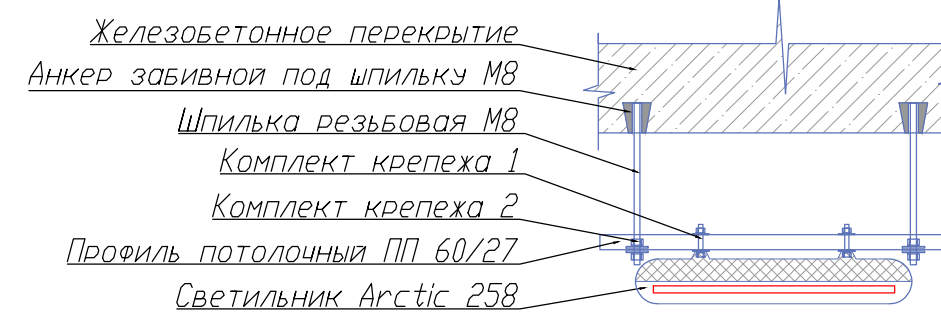 Железобетонное перекрытие
Анкер забивной под шпильку М8
Шпилька резьбовая М8
Комплект крепежа 1
Комплект крепежа 2
Профиль потолочный ПП 60/27
Светильник Arctic 258